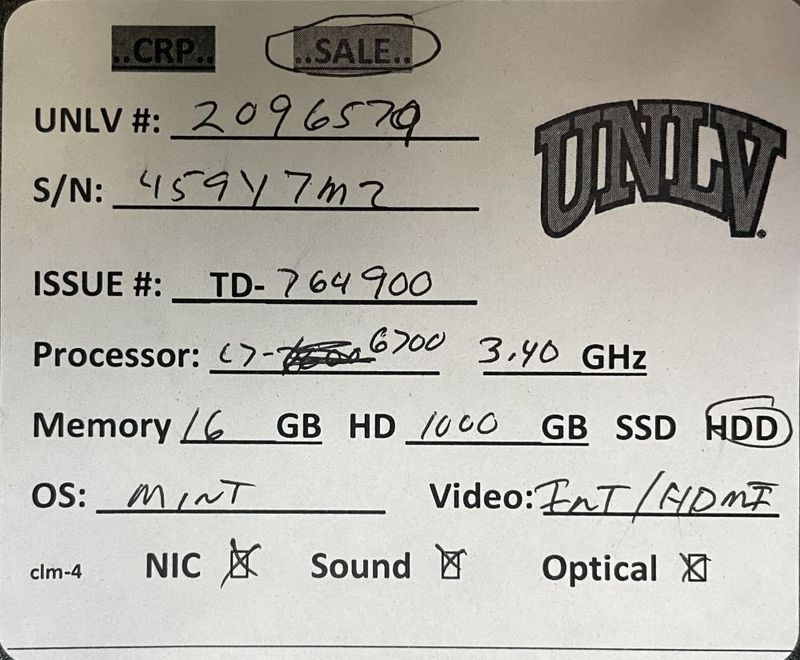 ..CRP.. ..SALE..
UNLV #: 2096579
UNLV
S/N: 459Y7m2
ISSUE #: TD-764900
Processor: i7-6700 3.40 GHz
Memory 16 GB HD 1000 GB SSD HDD
OS: MINT Video: INT/HDMI
clm-4 NIC Sound Optical